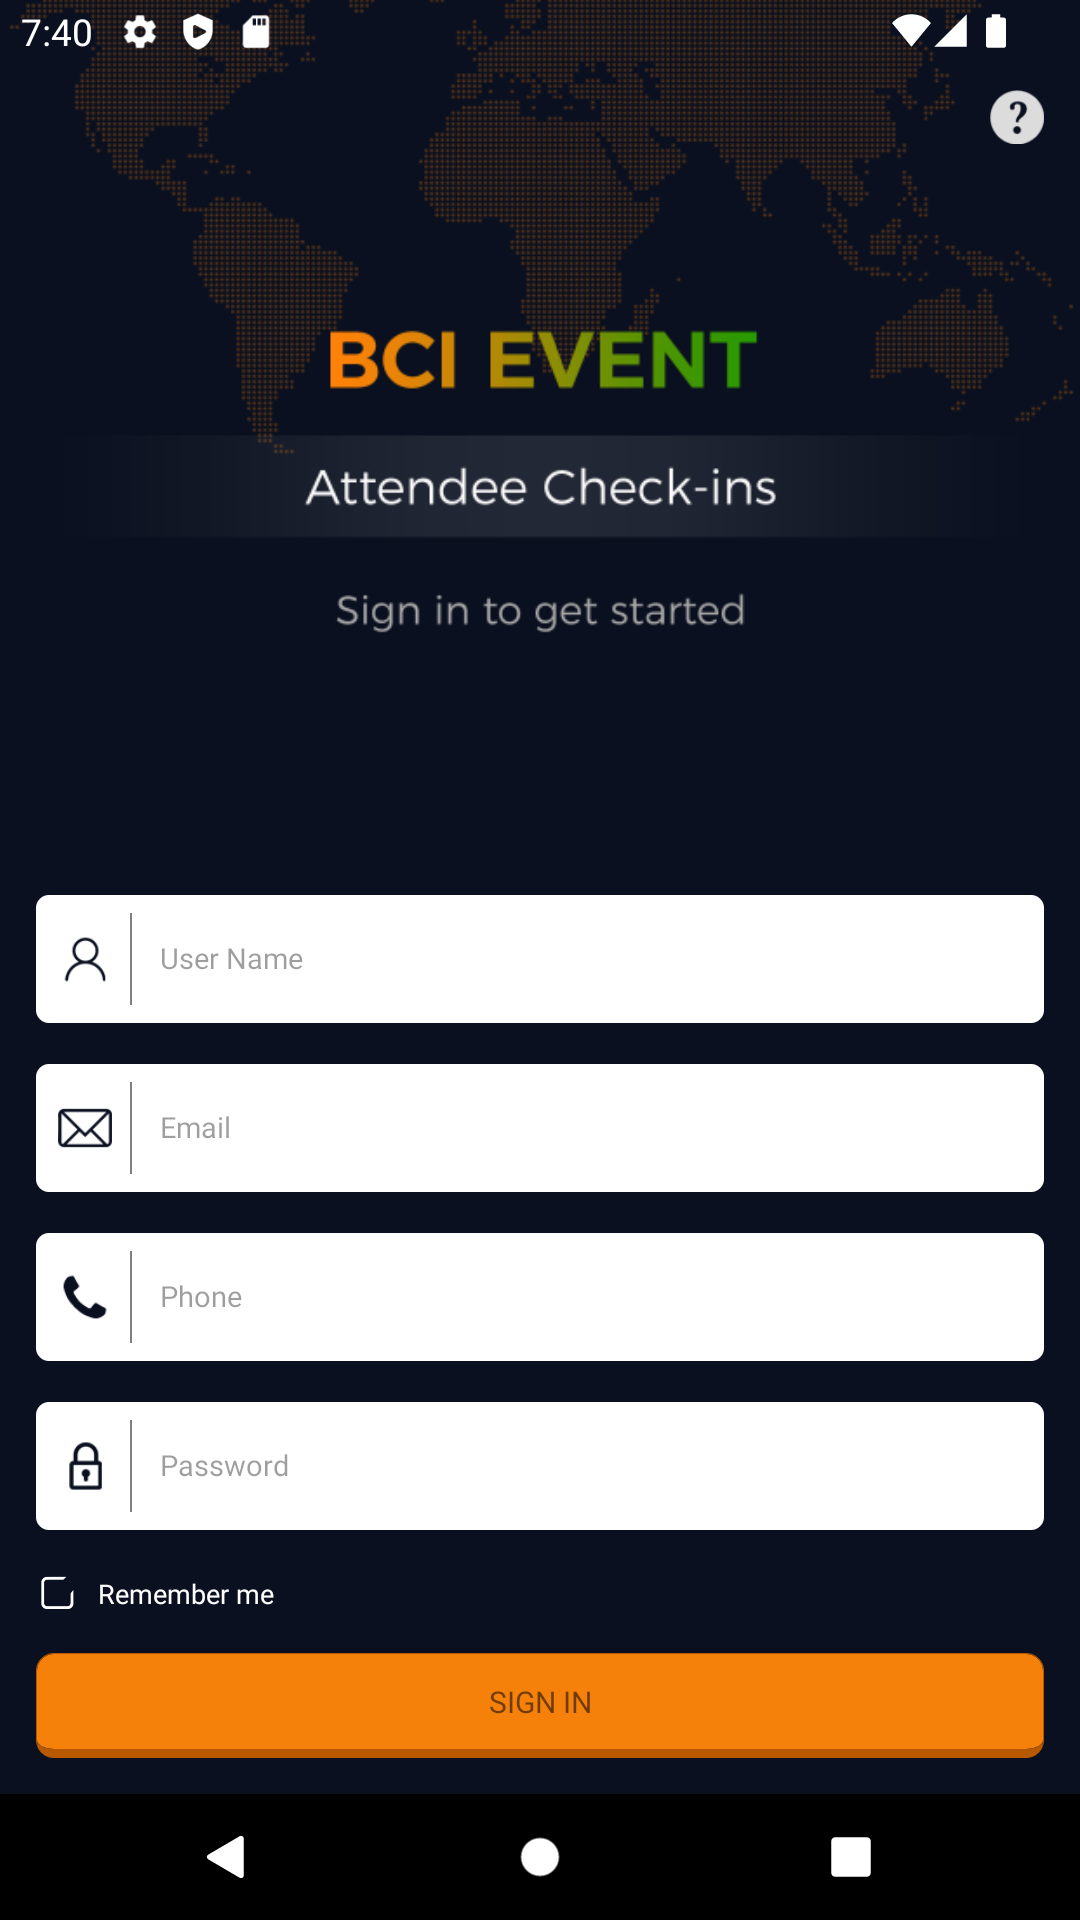 7:40
?
BCI EVENT
Attendee Check-ins
Sign in to get started
User Name
Email
Phone
Password
Remember me
SIGN IN